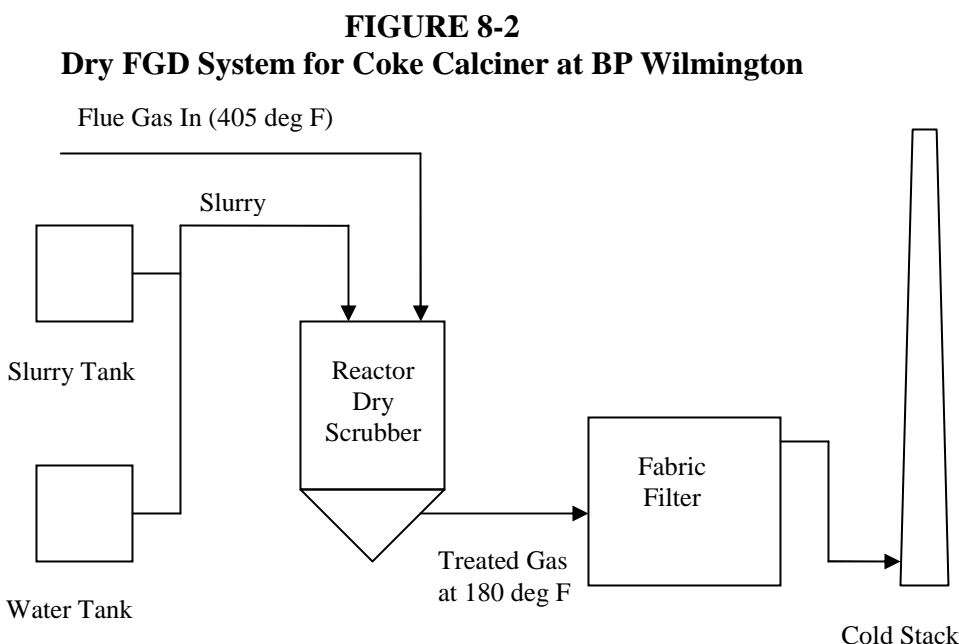 FIGURE 8-2
Dry FGD System for Coke Calciner at BP Wilmington
Flue Gas In (405 deg F)
Slurry
Slurry Tank
Reactor
Dry
Scrubber
Fabric
Filter
Treated Gas
at 180 deg F
Water Tank
Cold Stack